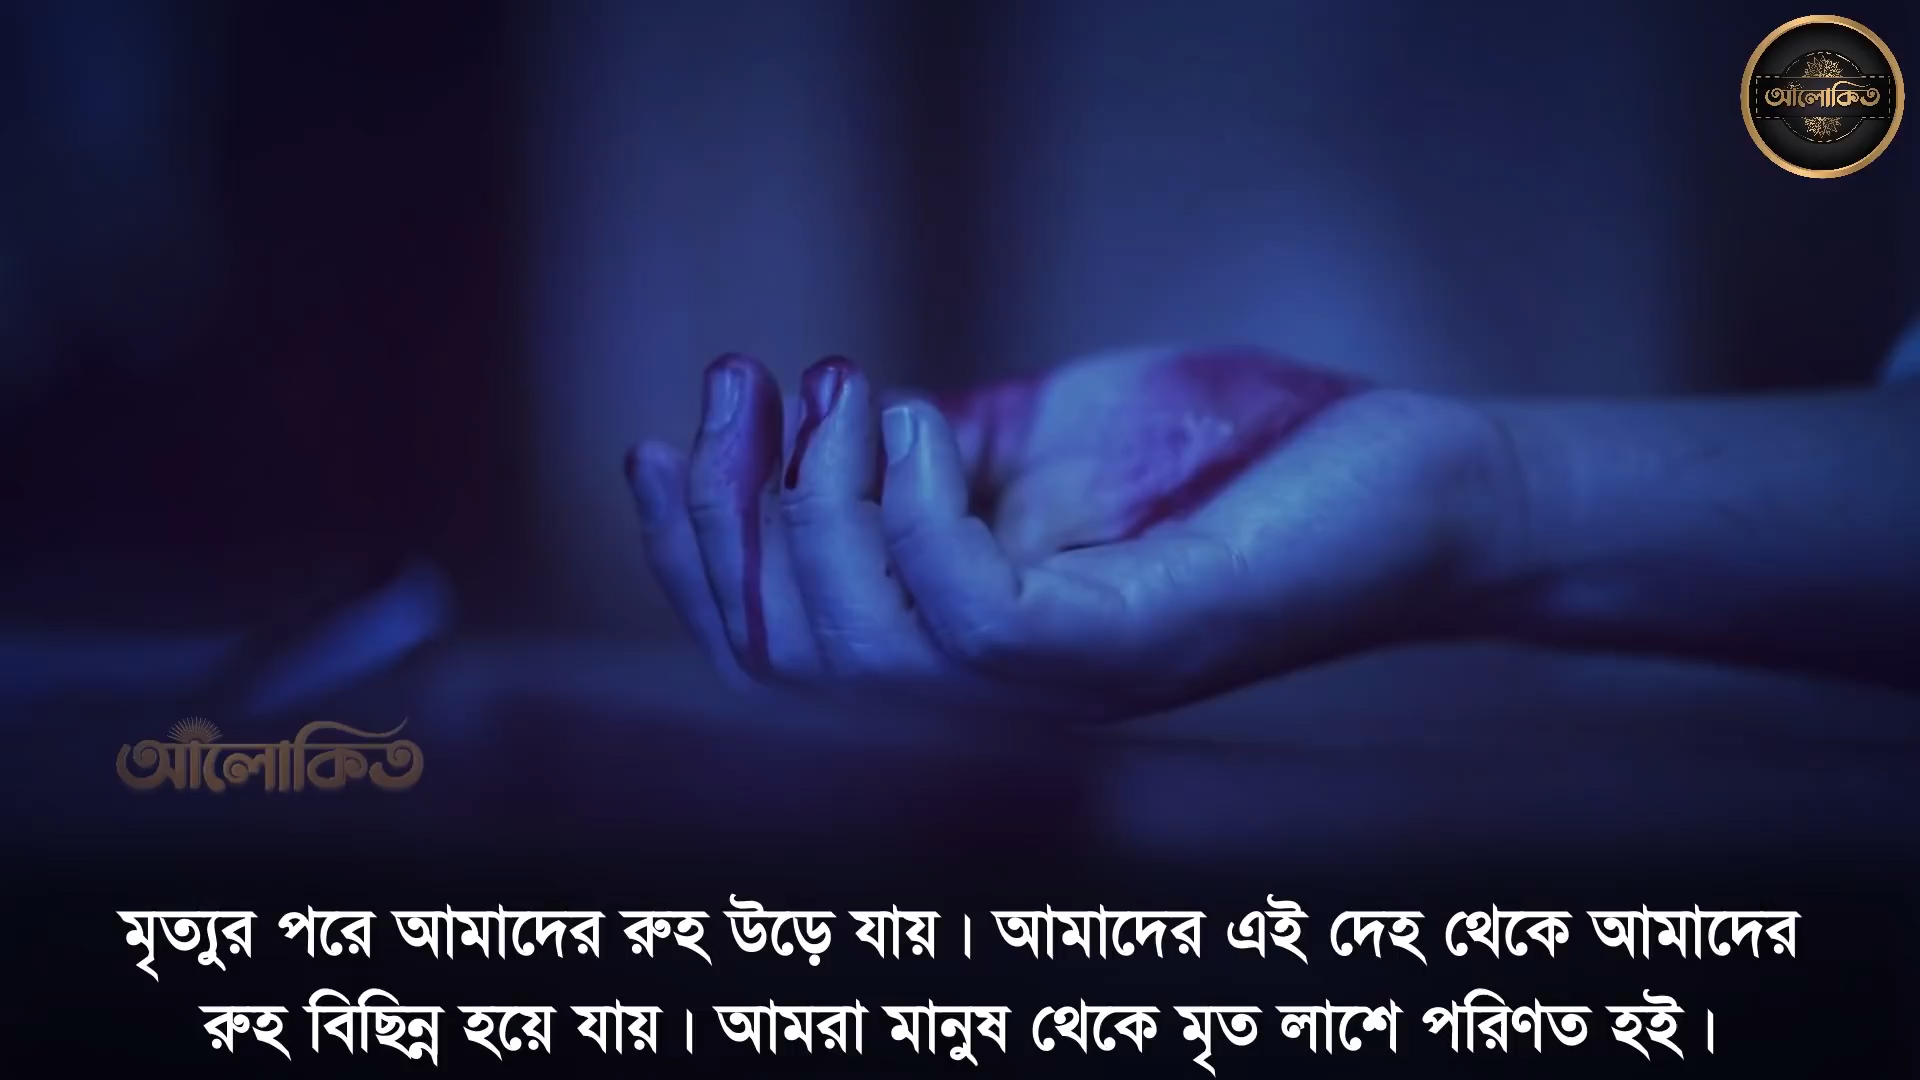 আলোকিত
আলোকিত
মৃত্যুর পরে আমাদের রুহ উড়ে যায়। আমাদের এই দেহ থেকে আমাদের
রুহ বিছিন্ন হয়ে যায়। আমরা মানুষ থেকে মৃত লাশে পরিণত হই।